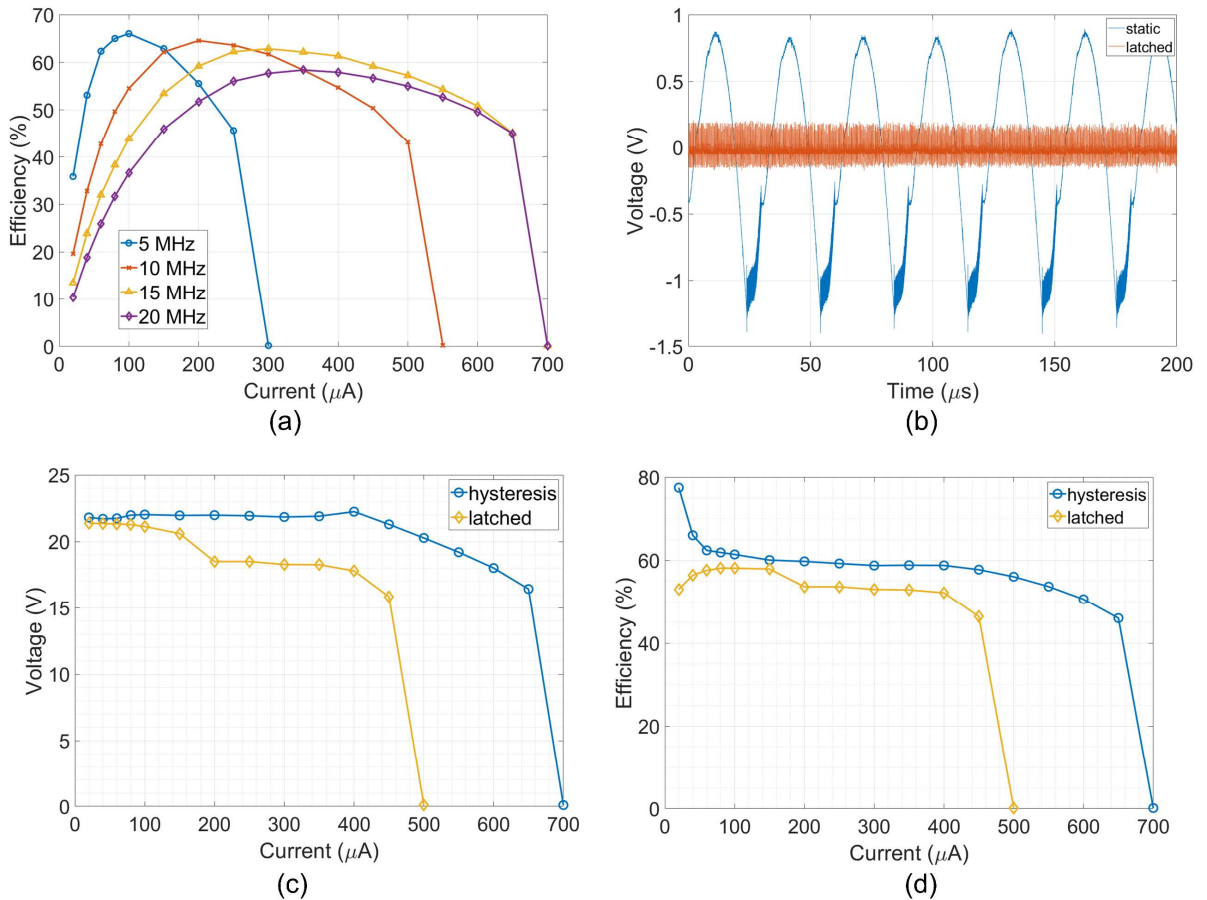 70
60
50
40
30
20
10
0
Efficiency (%)
5 MHz
10 MHz
15 MHz
20 MHz
0 100 200 300 400 500 600 700
Current (μA)
(a)
1
0.5
0
-0.5
-1
-1.5
Voltage (V)
static
latched
0 50 100 150 200
Time (μs)
(b)
25
20
15
10
5
0
Voltage (V)
hysteresis
latched
0 100 200 300 400 500 600 700
Current (μA)
(c)
80
60
40
20
0
Efficiency (%)
hysteresis
latched
0 100 200 300 400 500 600 700
Current (μA)
(d)